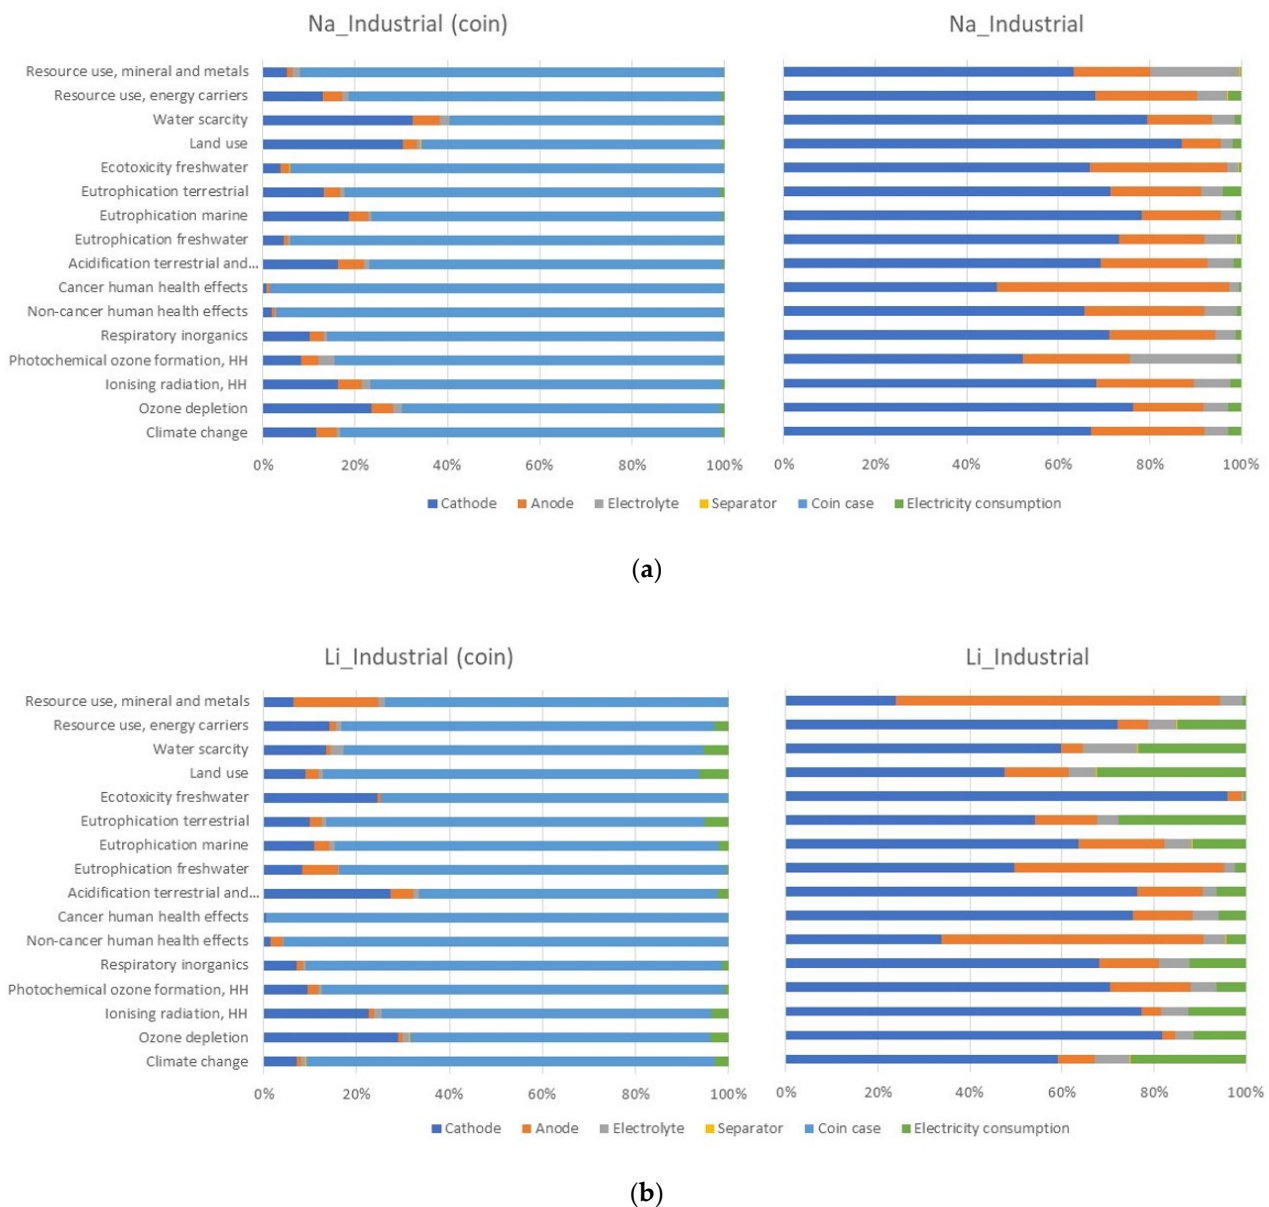 Na_Industrial (coin)
Na_Industrial
Resource use, mineral and metals
Resource use, energy carriers
Water scarcity
Land use
Ecotoxicity freshwater
Eutrophication terrestrial
Eutrophication marine
Eutrophication freshwater
Acidification terrestrial and...
Cancer human health effects
Non-cancer human health effects
Respiratory inorganics
Photochemical ozone formation, HH
Ionising radiation, HH
Ozone depletion
Climate change
0% 20% 40% 60% 80% 100%
0% 20% 40% 60% 80% 100%
Cathode Anode Electrolyte Separator Coin case Electricity consumption
(a)
Li_Industrial (coin)
Li_Industrial
Resource use, mineral and metals
Resource use, energy carriers
Water scarcity
Land use
Ecotoxicity freshwater
Eutrophication terrestrial
Eutrophication marine
Eutrophication freshwater
Acidification terrestrial and...
Cancer human health effects
Non-cancer human health effects
Respiratory inorganics
Photochemical ozone formation, HH
Ionising radiation, HH
Ozone depletion
Climate change
0% 20% 40% 60% 80% 100%
0% 20% 40% 60% 80% 100%
Cathode Anode Electrolyte Separator Coin case Electricity consumption
(b)